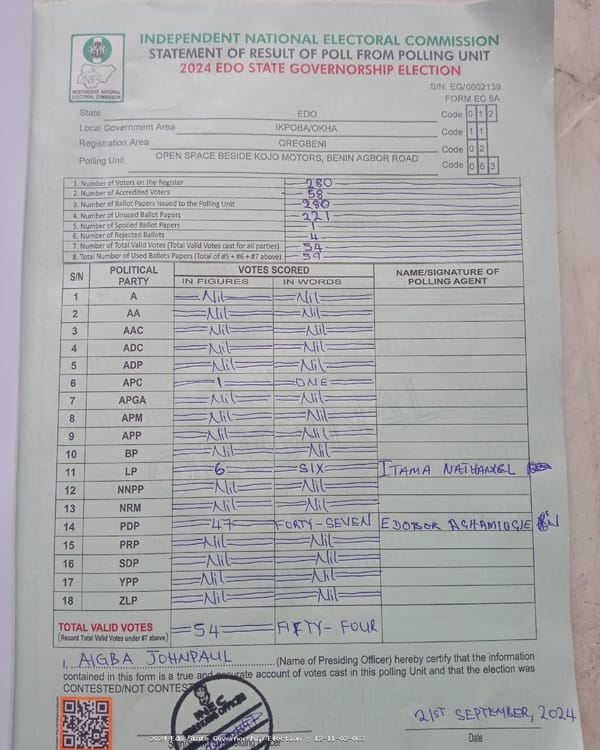 INDEPENDENT NATIONAL ELECTORAL COMMISSION
STATEMENT OF RESULT OF POLL FROM POLLING UNIT
2024 EDO STATE GOVERNORSHIP ELECTION
INEC
INDEPENDENT NATIONAL ELECTORAL COMMISSION
S/N: EG/0002139
FORM EC 8A
State EDO Code 0 1 2
Local Government Area IKPOBA/OKHA Code 1 1
Registration Area OREGBENI Code 0 2
Polling Unit OPEN SPACE BESIDE KOJO MOTORS, BENIN AGBOR ROAD Code 0 6 3
1. Number of Voters on the Register 280
2. Number of Accredited Voters 58
3. Number of Ballot Papers Issued to the Polling Unit 280
4. Number of Unused Ballot Papers 221
5. Number of Spoiled Ballot Papers 1
6. Number of Rejected Ballots 4
7. Number of Total Valid Votes (Total Valid Votes cast for all parties) 54
8. Total Number of Used Ballots Papers (Total of #5 + #6 + #7 above) 59
S/N POLITICAL PARTY VOTES SCORED IN FIGURES IN WORDS NAME/SIGNATURE OF POLLING AGENT
1 A Nil Nil
2 AA Nil Nil
3 AAC Nil Nil
4 ADC Nil Nil
5 ADP Nil Nil
6 APC 1 ONE
7 APGA Nil Nil
8 APM Nil Nil
9 APP Nil Nil
10 BP Nil Nil
11 LP 6 SIX ITAMA NATHANIEL
12 NNPP Nil Nil
13 NRM Nil Nil
14 PDP 47 FORTY-SEVEN EDOBOR AGHAMIOGIE
15 PRP Nil Nil
16 SDP Nil Nil
17 YPP Nil Nil
18 ZLP Nil Nil
TOTAL VALID VOTES 54 FIFTY-FOUR
(Record Total Valid Votes under #7 above)
I, AIGBA JOHNPAUL (Name of Presiding Officer) hereby certify that the information
contained in this form is a true and accurate account of votes cast in this polling Unit and that the election was
CONTESTED/NOT CONTESTED
INEC
21ST SEPTEMBER, 2024
Date
2024 Edo State Governorship Election : 12-11-02-063